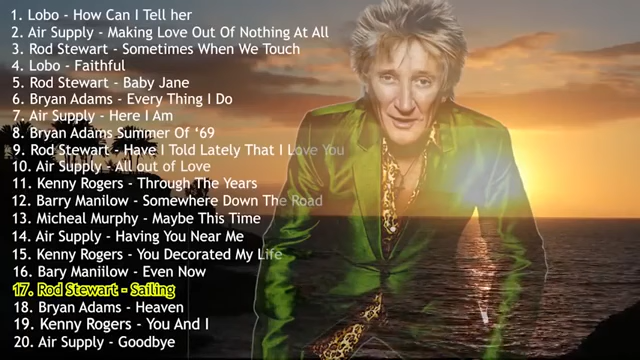 1. Lobo - How Can I Tell her
2. Air Supply - Making Love Out Of Nothing At All
3. Rod Stewart - Sometimes When We Touch
4. Lobo - Faithful
5. Rod Stewart - Baby Jane
6. Bryan Adams - Every Thing I Do
7. Air Supply - Here I Am
8. Bryan Adams Summer Of ‘69
9. Rod Stewart - Have I Told Lately That I Love You
10. Air Supply - All out of Love
11. Kenny Rogers - Through The Years
12. Barry Manilow - Somewhere Down The Road
13. Micheal Murphy - Maybe This Time
14. Air Supply - Having You Near Me
15. Kenny Rogers - You Decorated My Life
16. Bary Maniilow - Even Now
17. Rod Stewart - Sailing
18. Bryan Adams - Heaven
19. Kenny Rogers - You And I
20. Air Supply - Goodbye